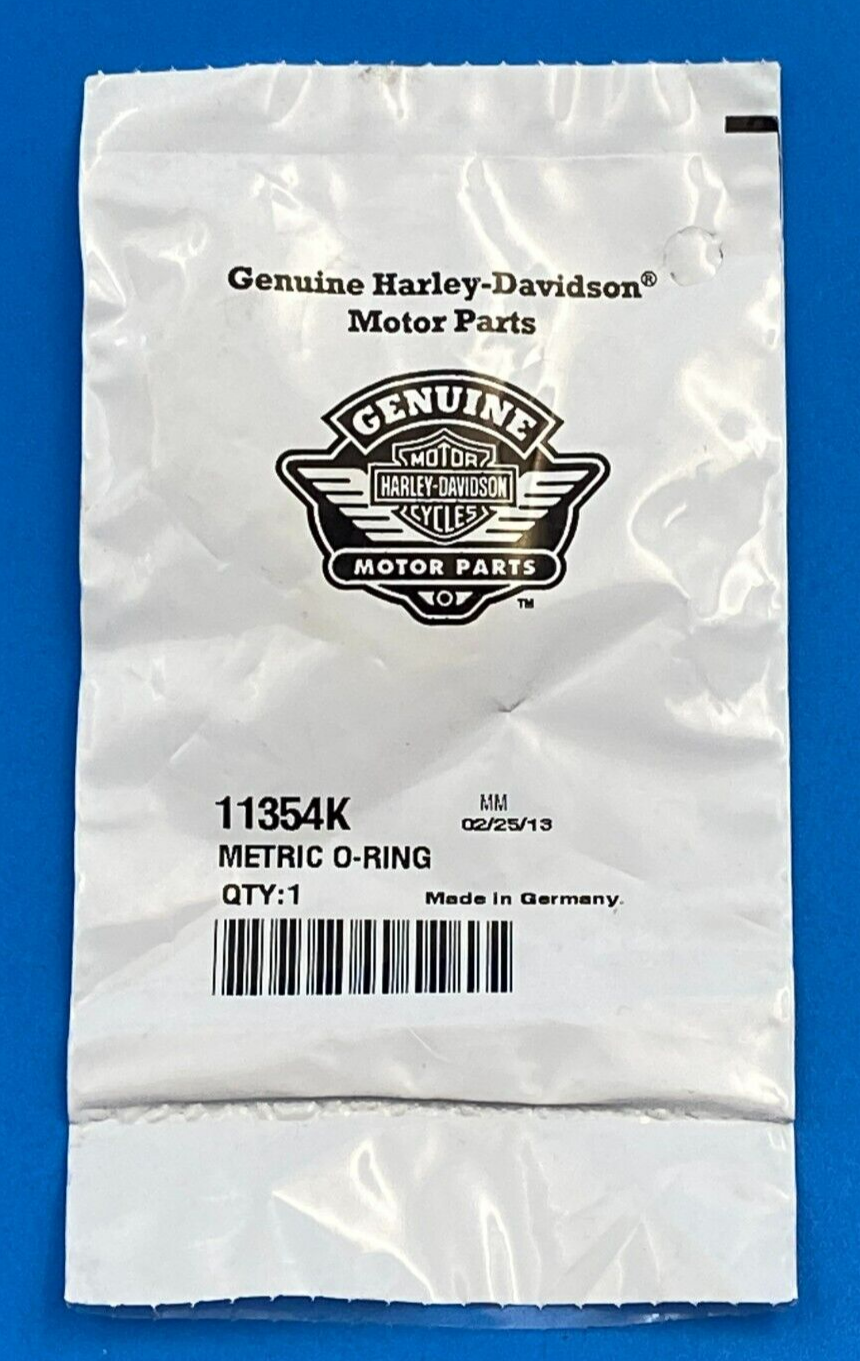 Genuine Harley-Davidson®
Motor Parts
GENUINE
MOTOR
HARLEY-DAVIDSON
CYCLES
MOTOR PARTS
TM
11354K
MM
02/25/13
METRIC O-RING
QTY:1
Made in Germany.